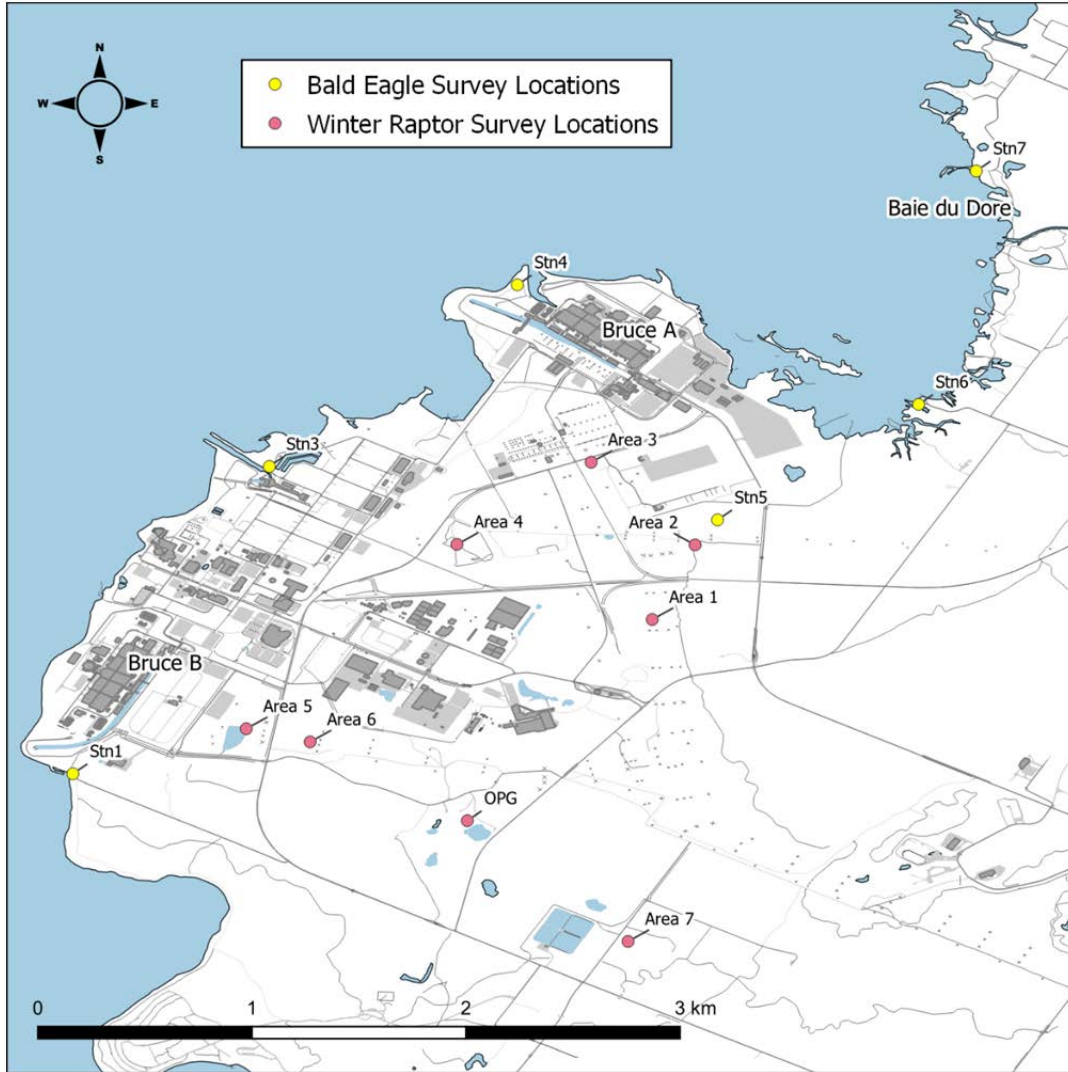 N
W
E
S
Bald Eagle Survey Locations
Winter Raptor Survey Locations
Stn7
Baie du Dore
Stn4
Bruce A
Stn6
Stn3
Area 3
Stn5
Area 4
Area 2
Area 1
Bruce B
Area 5
Area 6
Stn1
OPG
Area 7
0
1
2
3 km